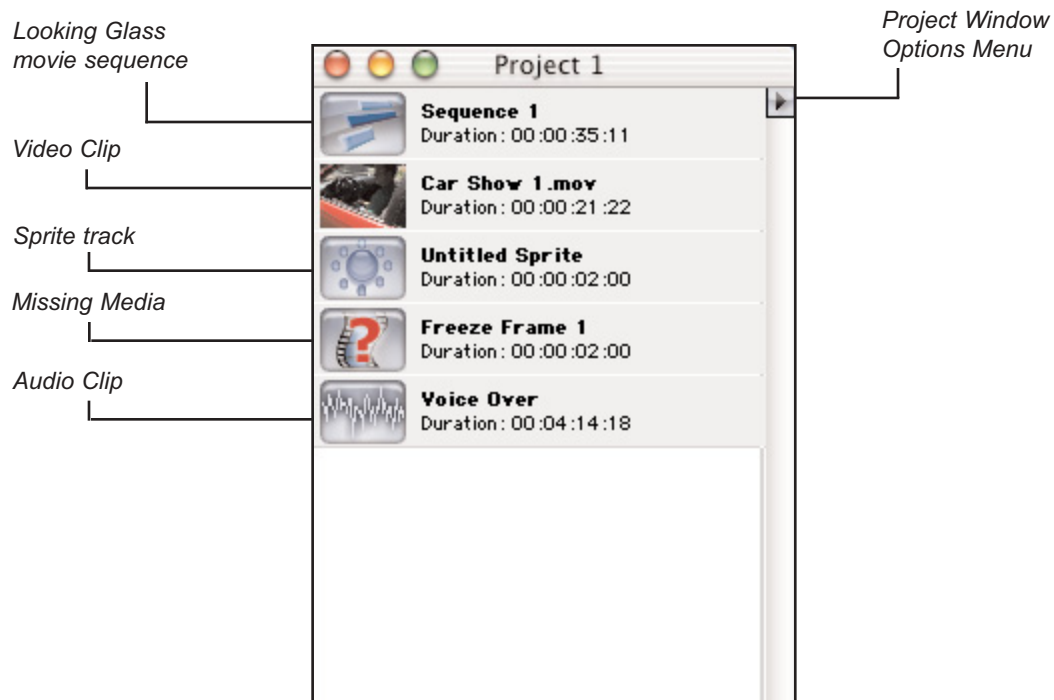 Looking Glass
movie sequence
Project Window
Options Menu
Project 1
Sequence 1
Duration: 00:00:35:11
Video Clip
Car Show 1.mov
Duration: 00:00:21:22
Sprite track
Untitled Sprite
Duration: 00:00:02:00
Missing Media
Freeze Frame 1
Duration: 00:00:02:00
Audio Clip
Voice Over
Duration: 00:04:14:18